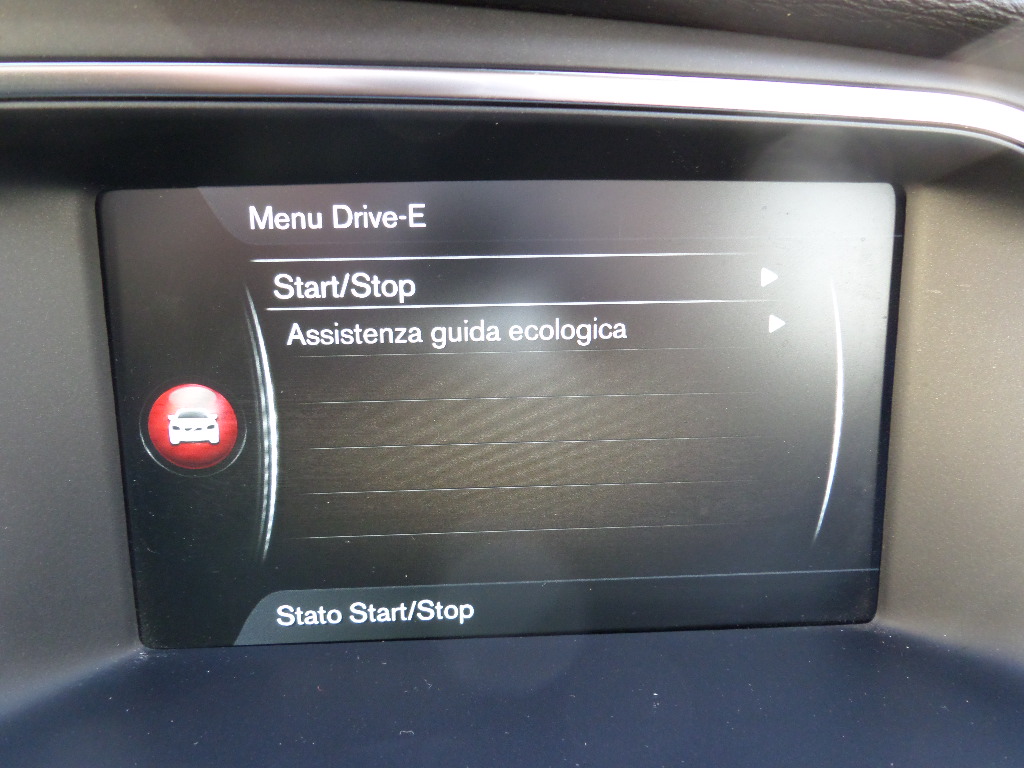 Menu Drive-E
Start/Stop
Assistenza guida ecologica
Stato Start/Stop